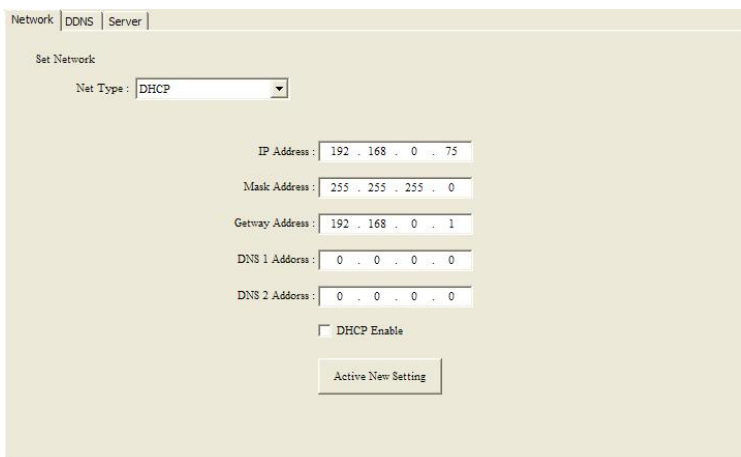 Network DDNS Server
Set Network
Net Type : DHCP
IP Address : 192 . 168 . 0 . 75
Mask Address : 255 . 255 . 255 . 0
Getway Address : 192 . 168 . 0 . 1
DNS 1 Addorss : 0 . 0 . 0 . 0
DNS 2 Addorss : 0 . 0 . 0 . 0
DHCP Enable
Active New Setting